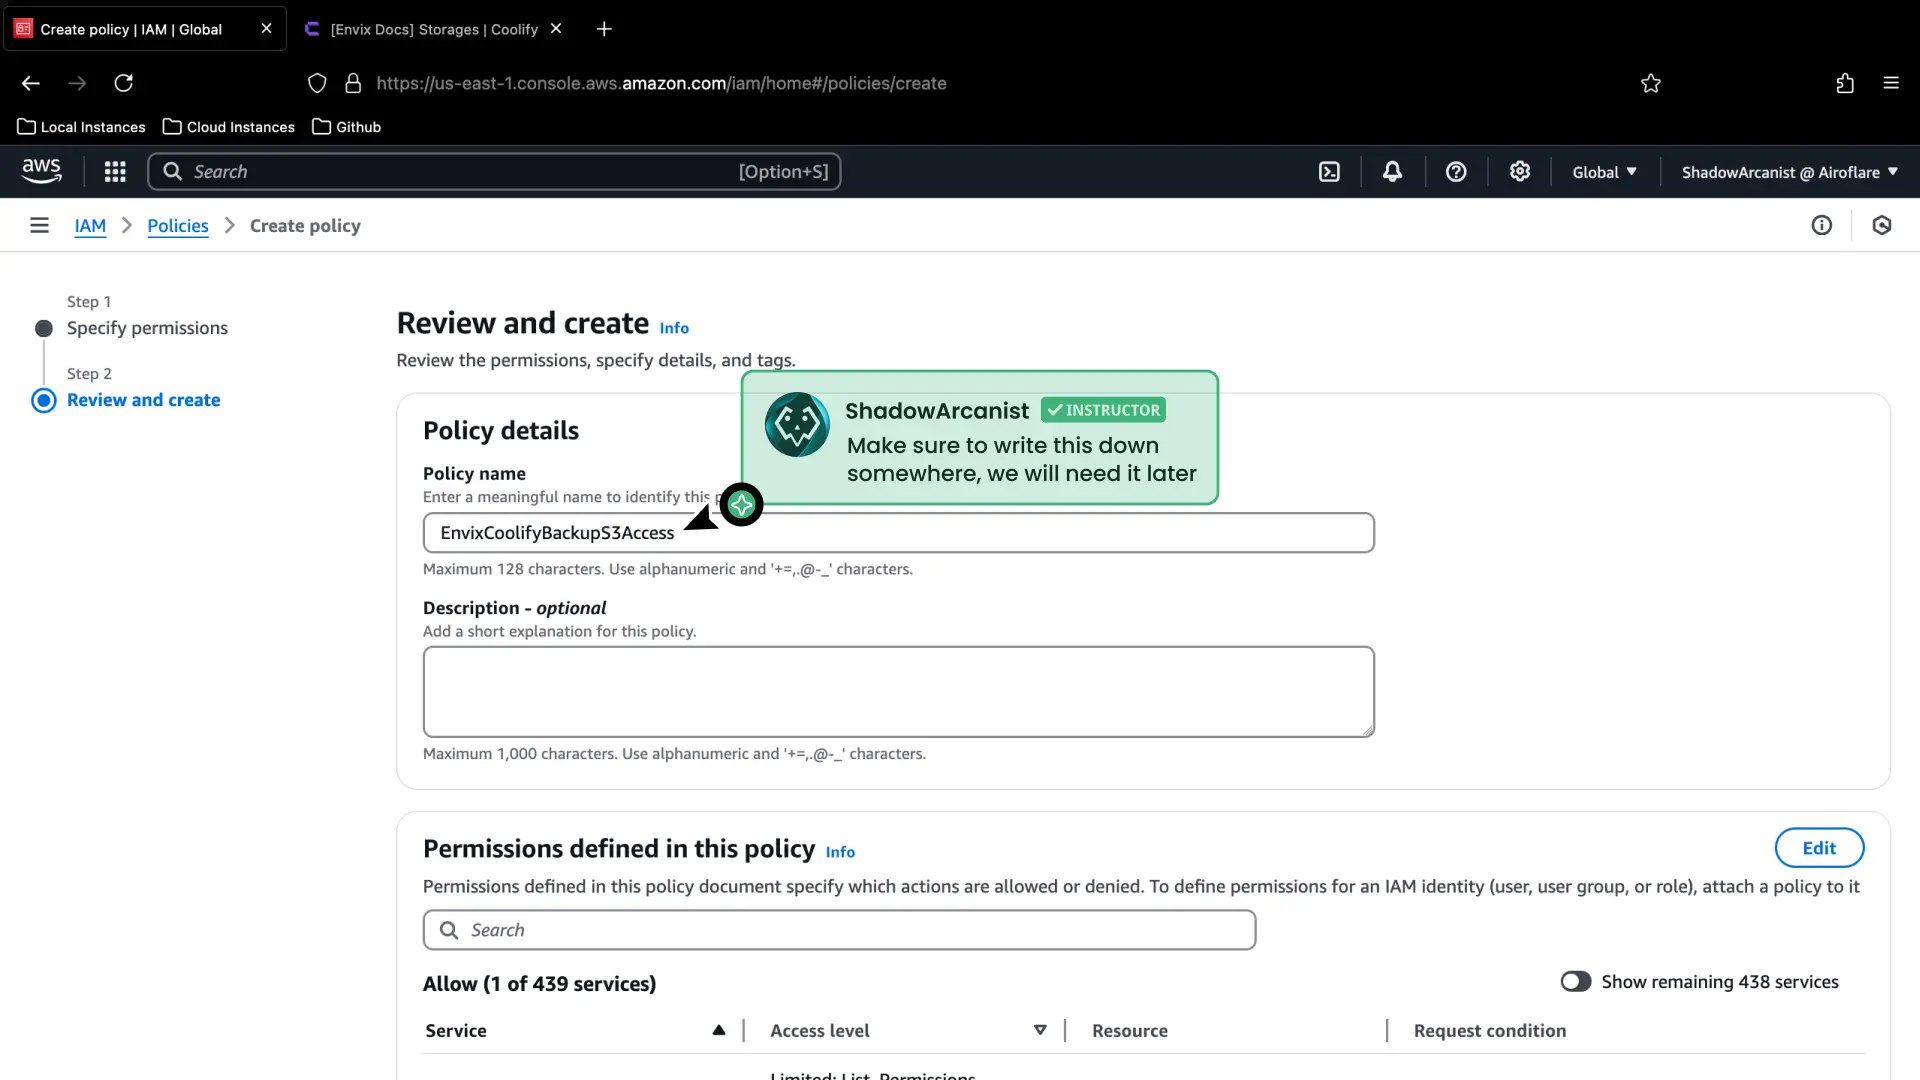 Create policy | IAM | Global
[Envix Docs] Storages | Coolify
https://us-east-1.console.aws.amazon.com/iam/home#/policies/create
Local Instances
Cloud Instances
Github
aws
Search
[Option+S]
Global
ShadowArcanist @ Airoflare
IAM
Policies
Create policy
Step 1
Specify permissions
Step 2
Review and create
Review and create Info
Review the permissions, specify details, and tags.
ShadowArcanist INSTRUCTOR
Make sure to write this down
somewhere, we will need it later
Policy details
Policy name
Enter a meaningful name to identify this
EnvixCoolifyBackupS3Access
Maximum 128 characters. Use alphanumeric and '+=,.@-_' characters.
Description - optional
Add a short explanation for this policy.
Maximum 1,000 characters. Use alphanumeric and '+=,.@-_' characters.
Permissions defined in this policy Info
Edit
Permissions defined in this policy document specify which actions are allowed or denied. To define permissions for an IAM identity (user, user group, or role), attach a policy to it
Search
Allow (1 of 439 services)
Show remaining 438 services
Service
Access level
Resource
Request condition
Limited: List, Permissions